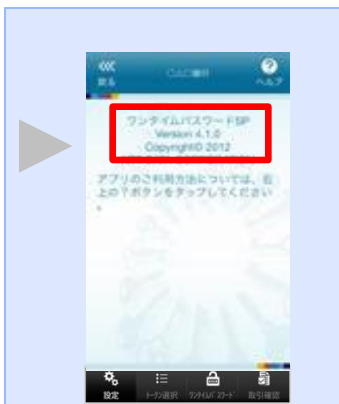 戻る
ヘルプ
ワンタイムパスワードSP
Version 4.1.0
Copyright© 2012
アプリのご利用方法については、右
上の?ボタンをタップしてください
。
設定 トークン選択 ワンタイムパスワード 取引確認